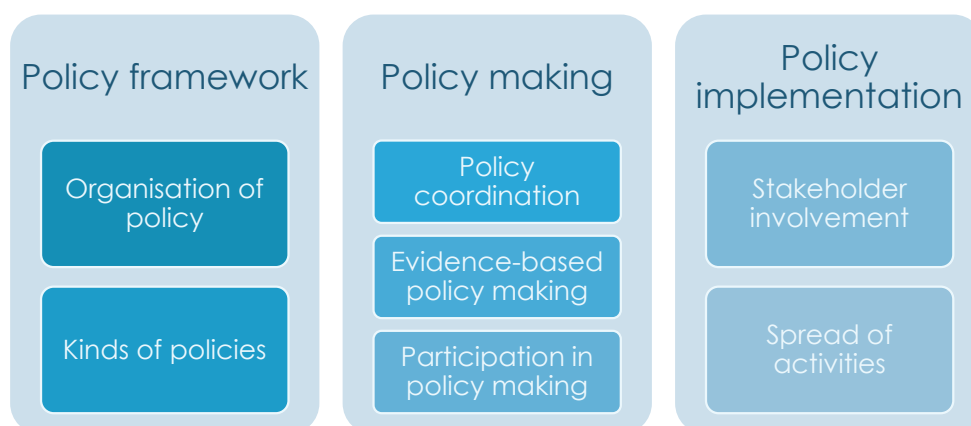 Policy framework
Organisation of
policy
Kinds of policies
Policy making
Policy
coordination
Evidence-based
policy making
Participation in
policy making
Policy
implementation
Stakeholder
involvement
Spread of
activities